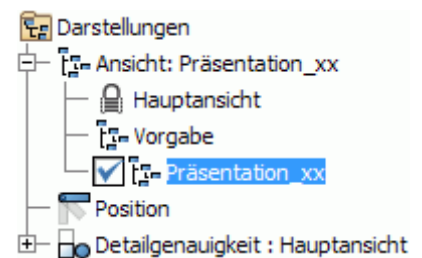 Darstellungen
Ansicht: Präsentation_xx
Hauptansicht
Vorgabe
Präsentation_xx
Position
Detailgenauigkeit : Hauptansicht